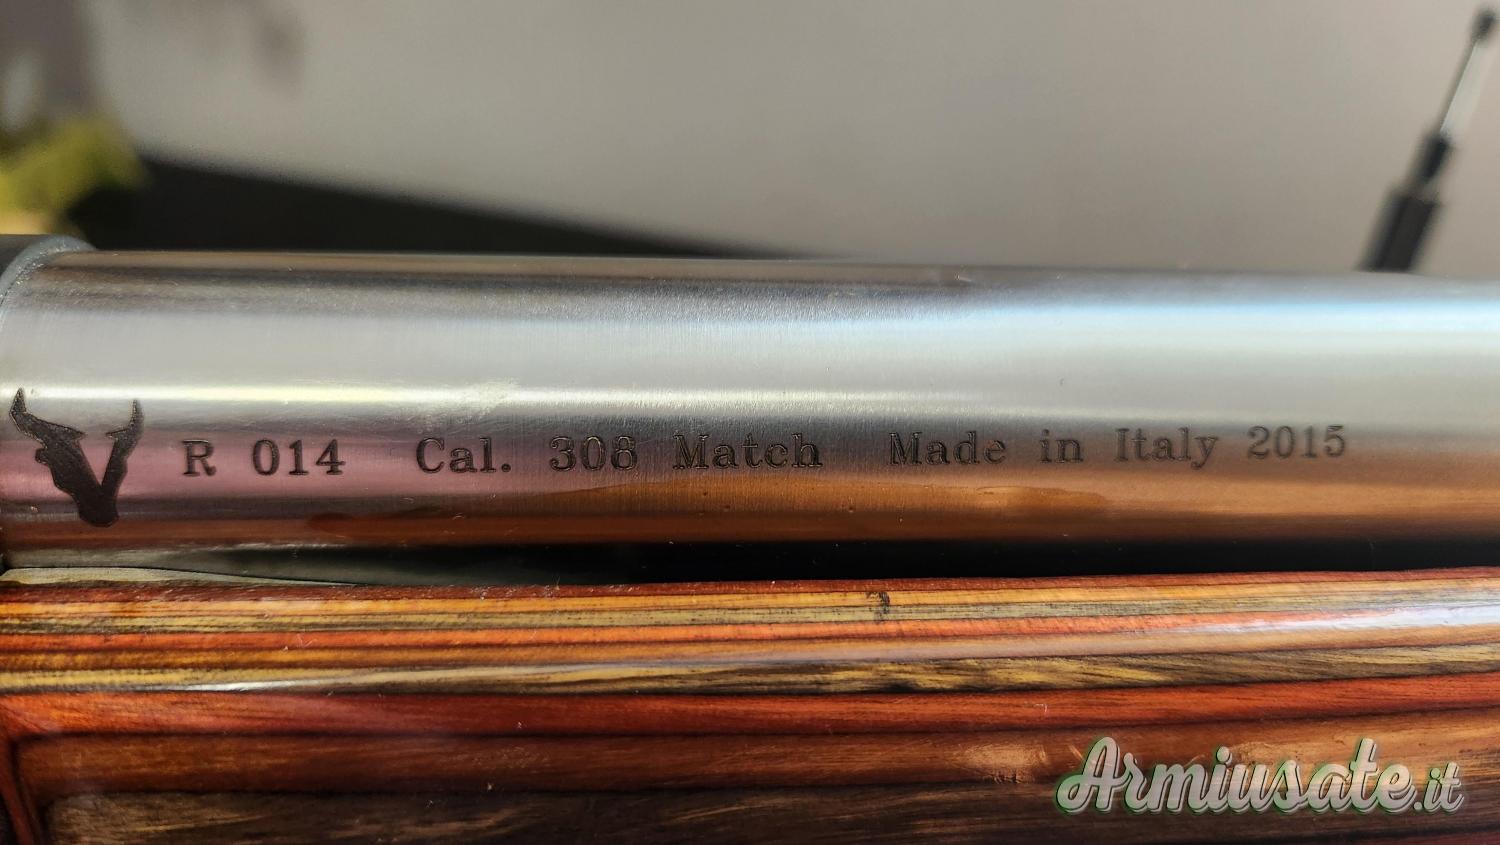 R 014 Cal. 308 Match Made in Italy 2015
Armiusate.it